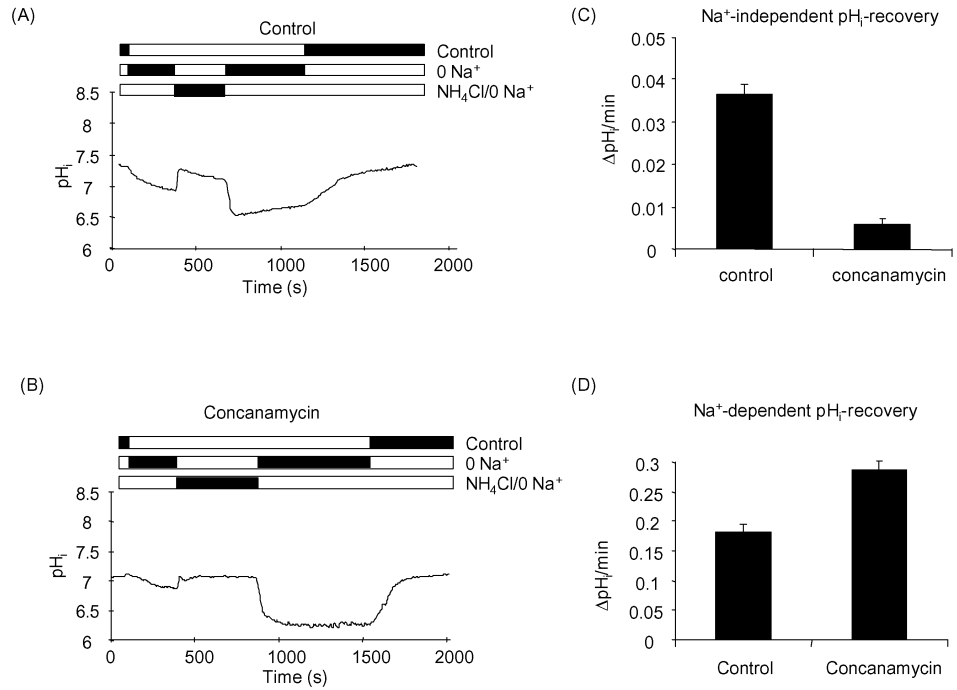 (A)
Control
Control
0 Na⁺
NH₄Cl/0 Na⁺
8.5
8
7.5
7
6.5
6
pHᵢ
0 500 1000 1500 2000
Time (s)
(C)
Na⁺-independent pHᵢ-recovery
0.05
0.04
0.03
0.02
0.01
0
ΔpHᵢ/min
control concanamycin
(B)
Concanamycin
Control
0 Na⁺
NH₄Cl/0 Na⁺
8.5
8
7.5
7
6.5
6
pHᵢ
0 500 1000 1500 2000
Time (s)
(D)
Na⁺-dependent pHᵢ-recovery
0.3
0.25
0.2
0.15
0.1
0.05
0
ΔpHᵢ/min
Control Concanamycin